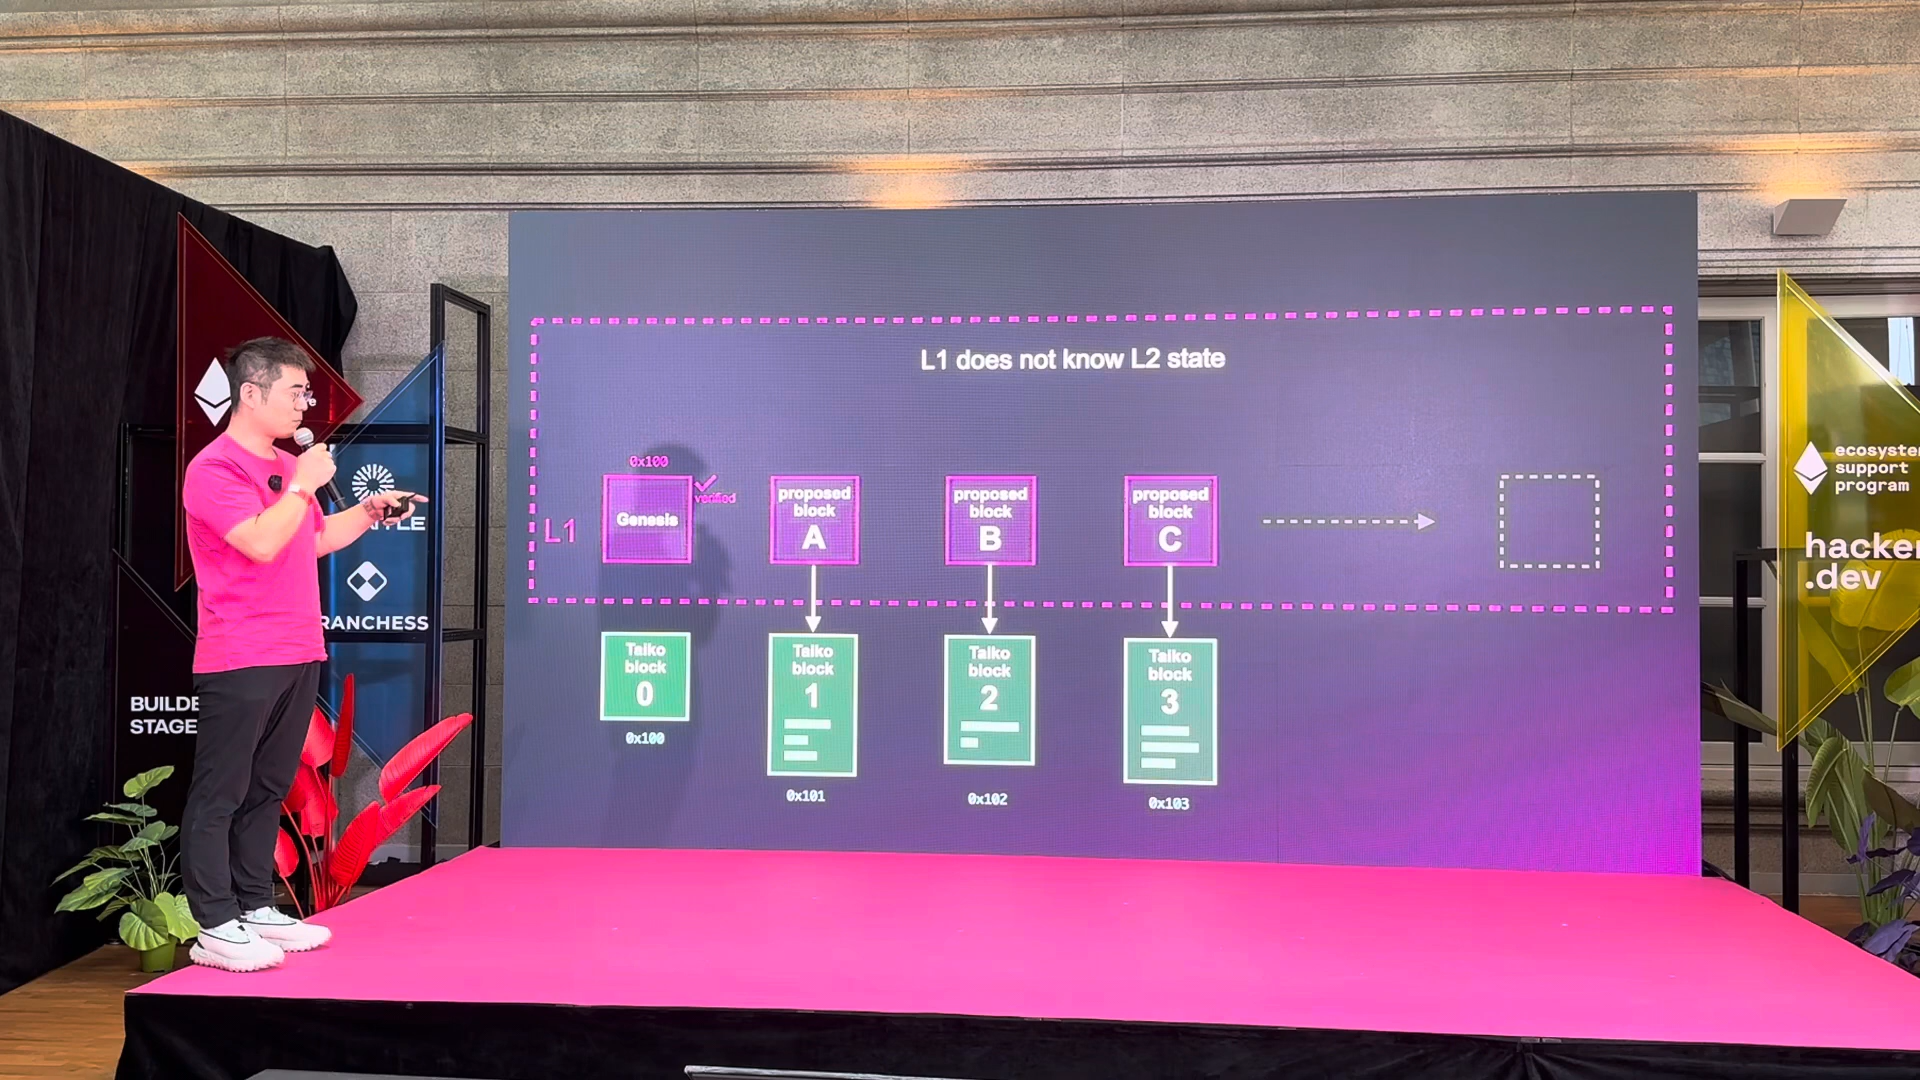 L1 does not know L2 state
0x100
verified
L1
Genesis
proposed
block
A
proposed
block
B
proposed
block
C
Taiko
block
0
0x100
Taiko
block
1
0x101
Taiko
block
2
0x102
Taiko
block
3
0x103
RANCHESS
BUILDE
STAGE
ecosyste
support
program
hacker
.dev